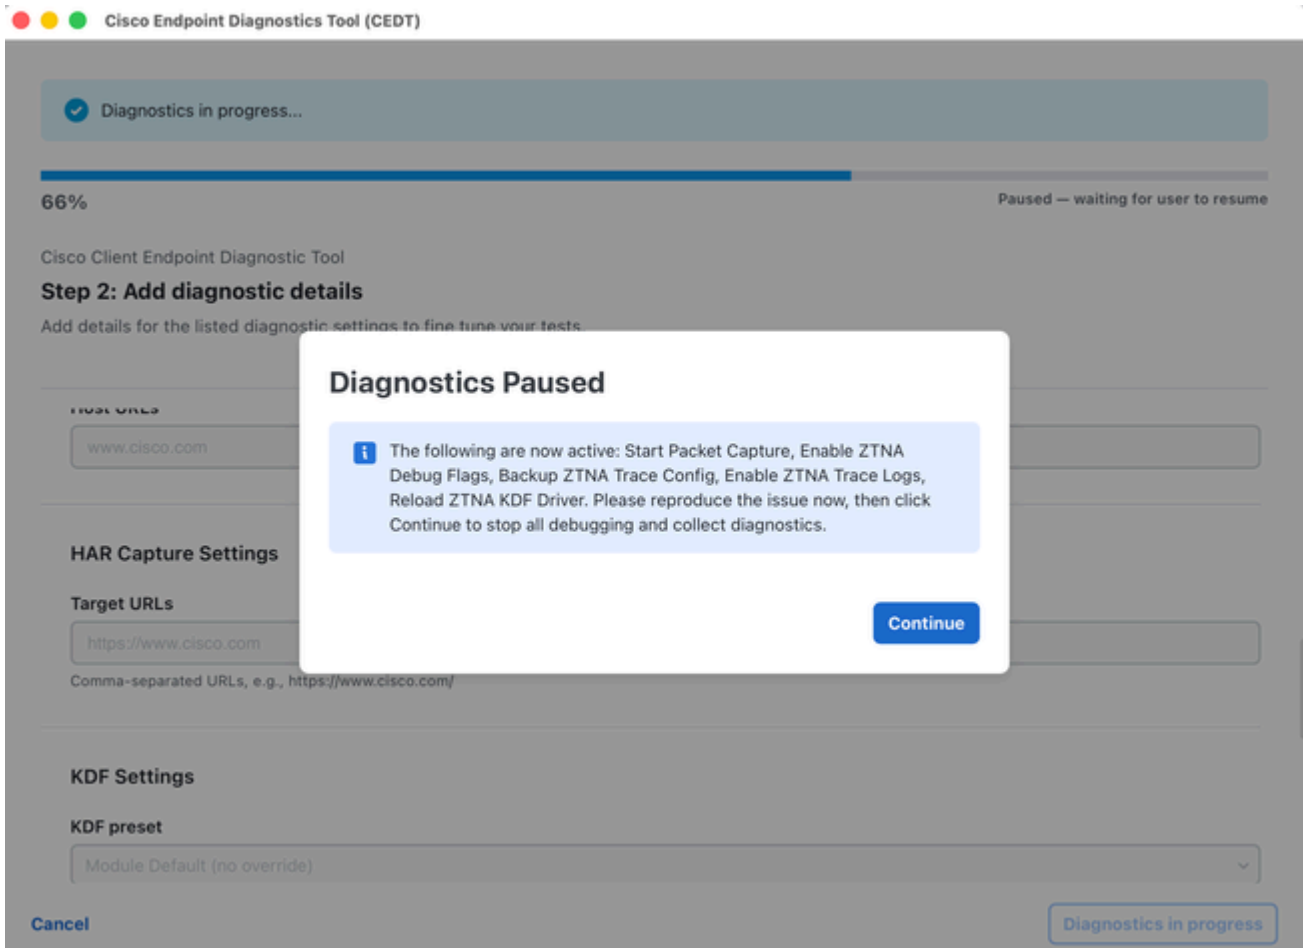 Cisco Endpoint Diagnostics Tool (CEDT)
Diagnostics in progress...
66%
Paused — waiting for user to resume
Cisco Client Endpoint Diagnostic Tool
Step 2: Add diagnostic details
Add details for the listed diagnostic settings to fine tune your tests.
Host URLs
www.cisco.com
Diagnostics Paused
The following are now active: Start Packet Capture, Enable ZTNA
Debug Flags, Backup ZTNA Trace Config, Enable ZTNA Trace Logs,
Reload ZTNA KDF Driver. Please reproduce the issue now, then click
Continue to stop all debugging and collect diagnostics.
Continue
HAR Capture Settings
Target URLs
https://www.cisco.com
Comma-separated URLs, e.g., https://www.cisco.com/
KDF Settings
KDF preset
Module Default (no override)
Cancel
Diagnostics in progress